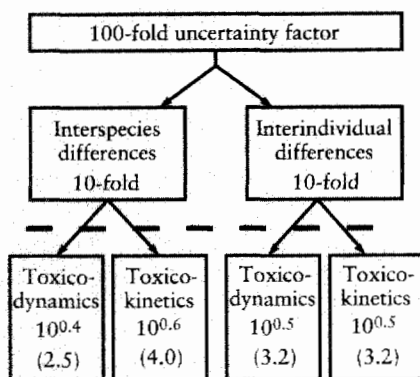 100-fold uncertainty factor
Interspecies
differences
10-fold
Interindividual
differences
10-fold
Toxico-
dynamics
10^0.4
(2.5)
Toxico-
kinetics
10^0.6
(4.0)
Toxico-
dynamics
10^0.5
(3.2)
Toxico-
kinetics
10^0.5
(3.2)